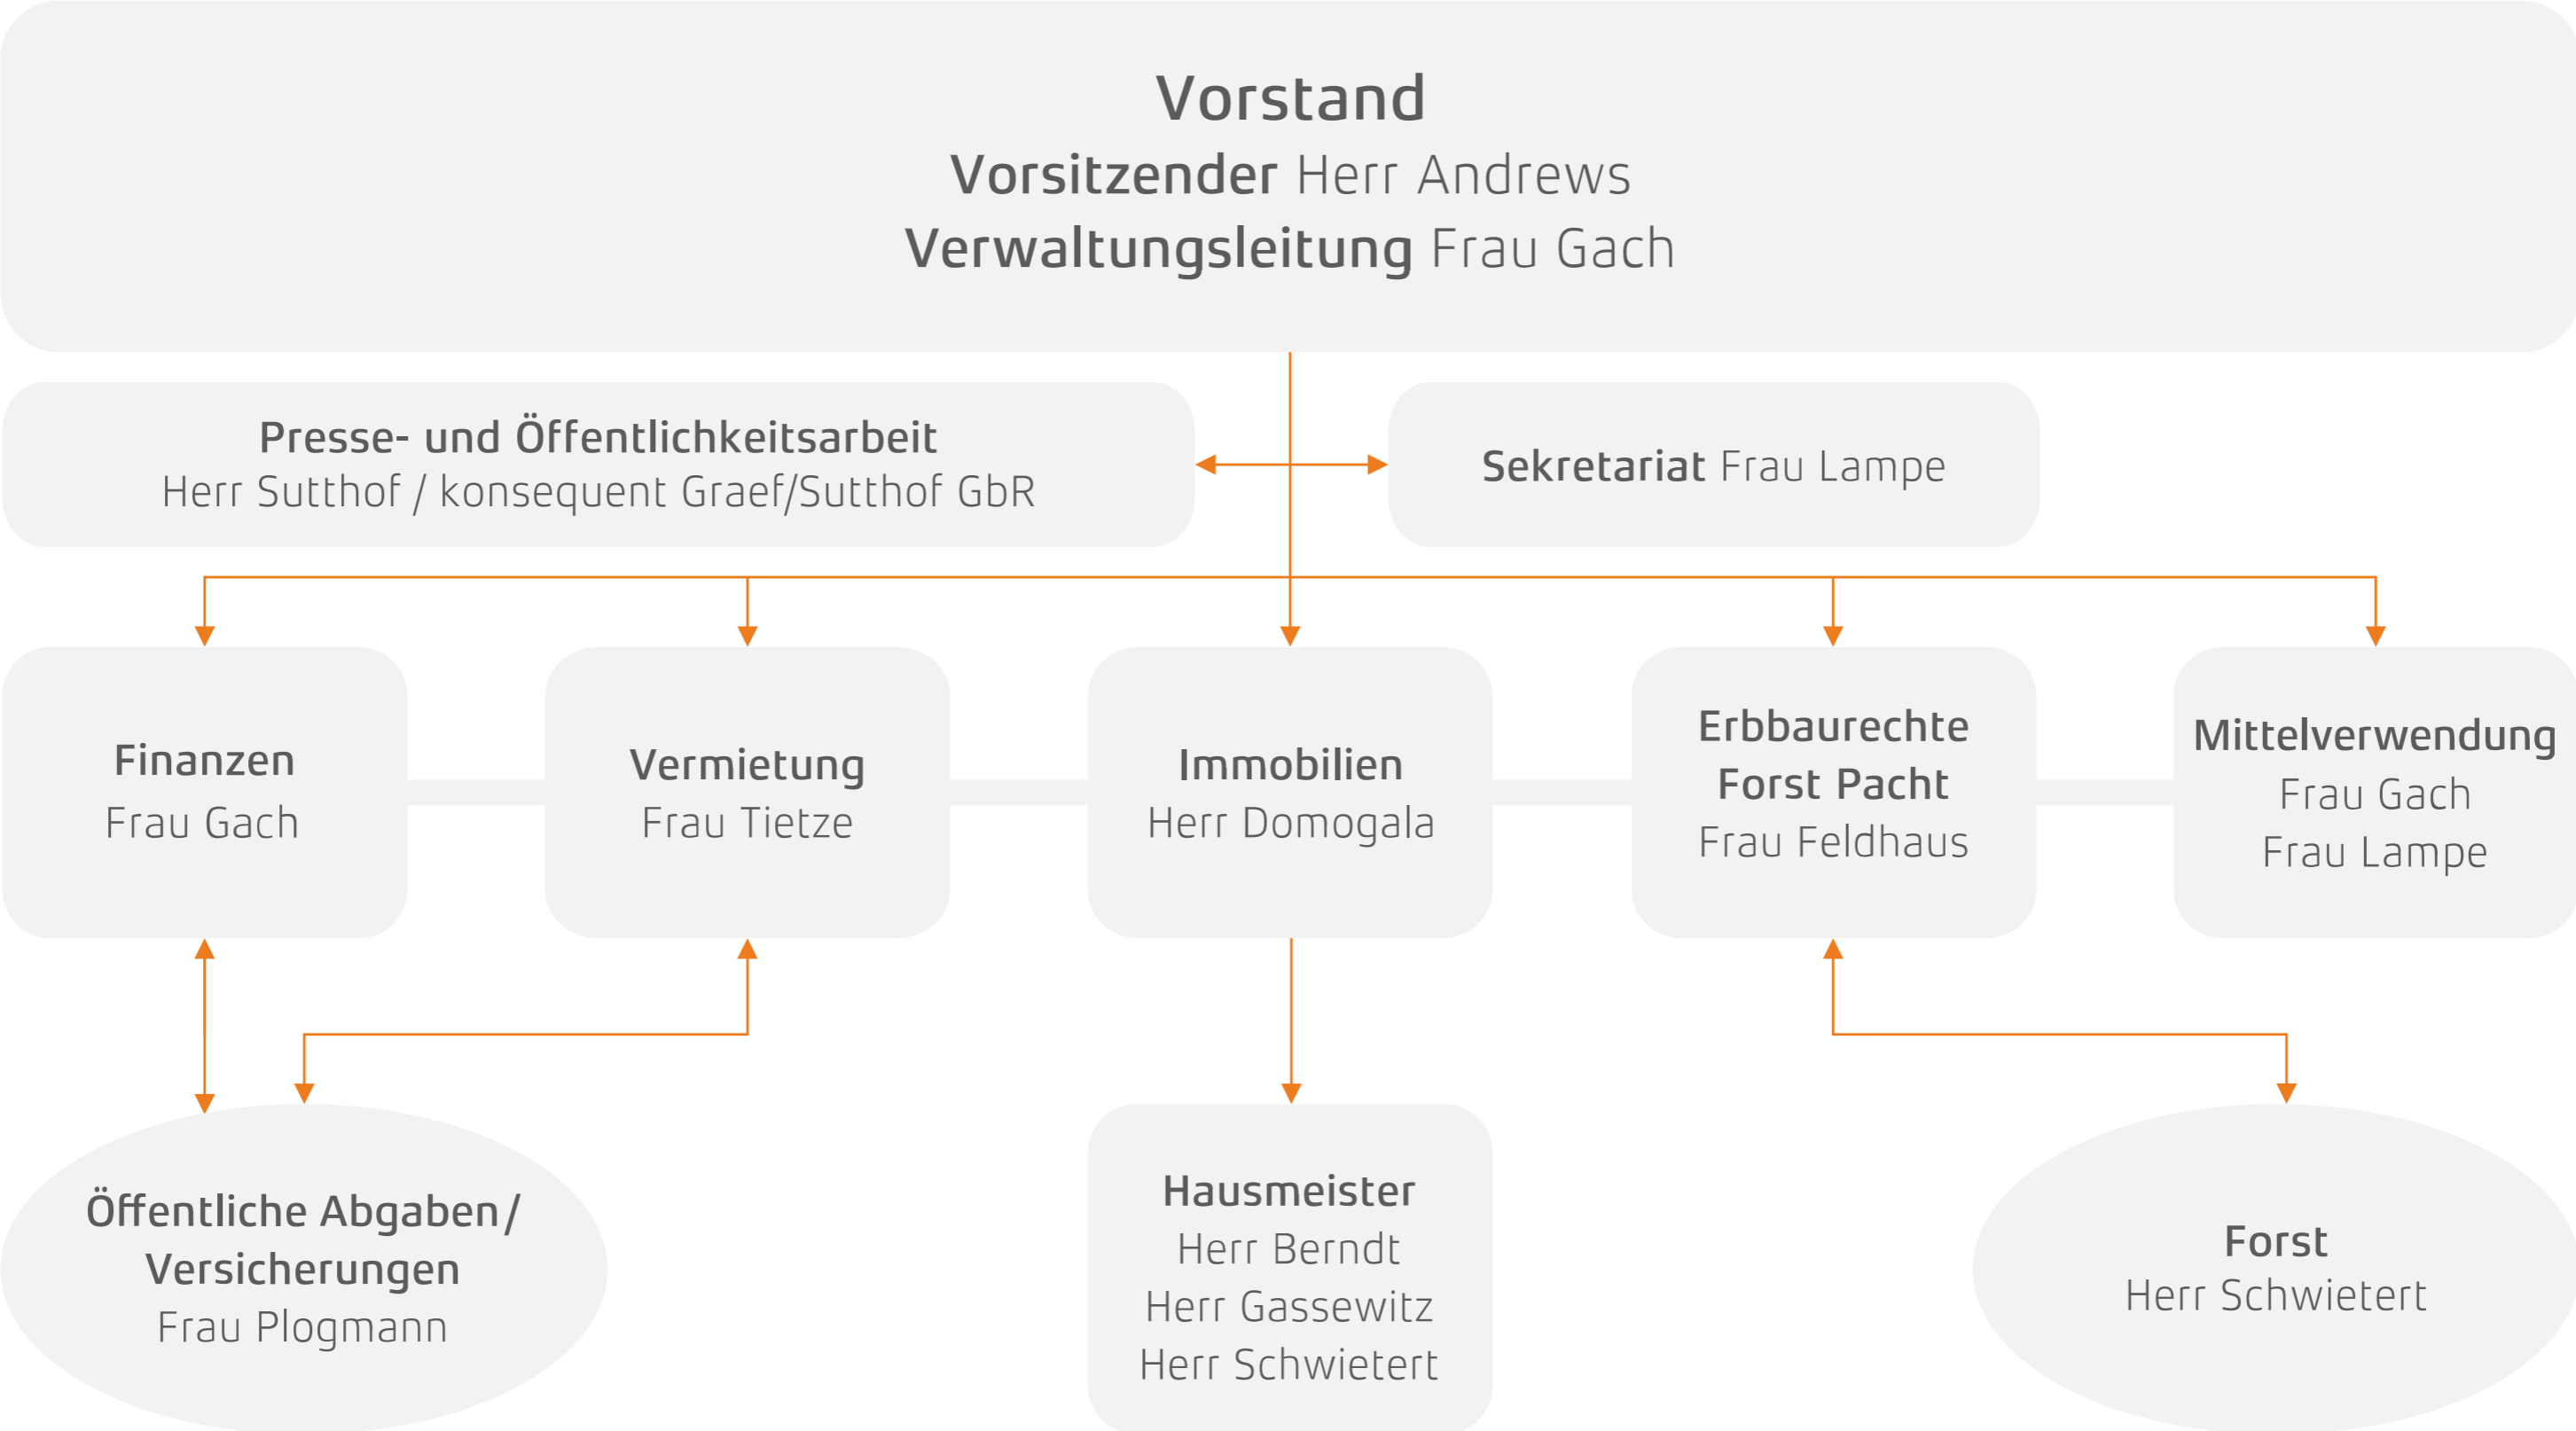 Vorstand
Vorsitzender Herr Andrews
Verwaltungsleitung Frau Gach
Presse- und Öffentlichkeitsarbeit
Herr Sutthof / konsequent Graef/Sutthof GbR
Sekretariat Frau Lampe
Finanzen
Frau Gach
Vermietung
Frau Tietze
Immobilien
Herr Domogala
Erbbaurechte
Forst Pacht
Frau Feldhaus
Mittelverwendung
Frau Gach
Frau Lampe
Öffentliche Abgaben/
Versicherungen
Frau Plogmann
Hausmeister
Herr Berndt
Herr Gassewitz
Herr Schwietert
Forst
Herr Schwietert